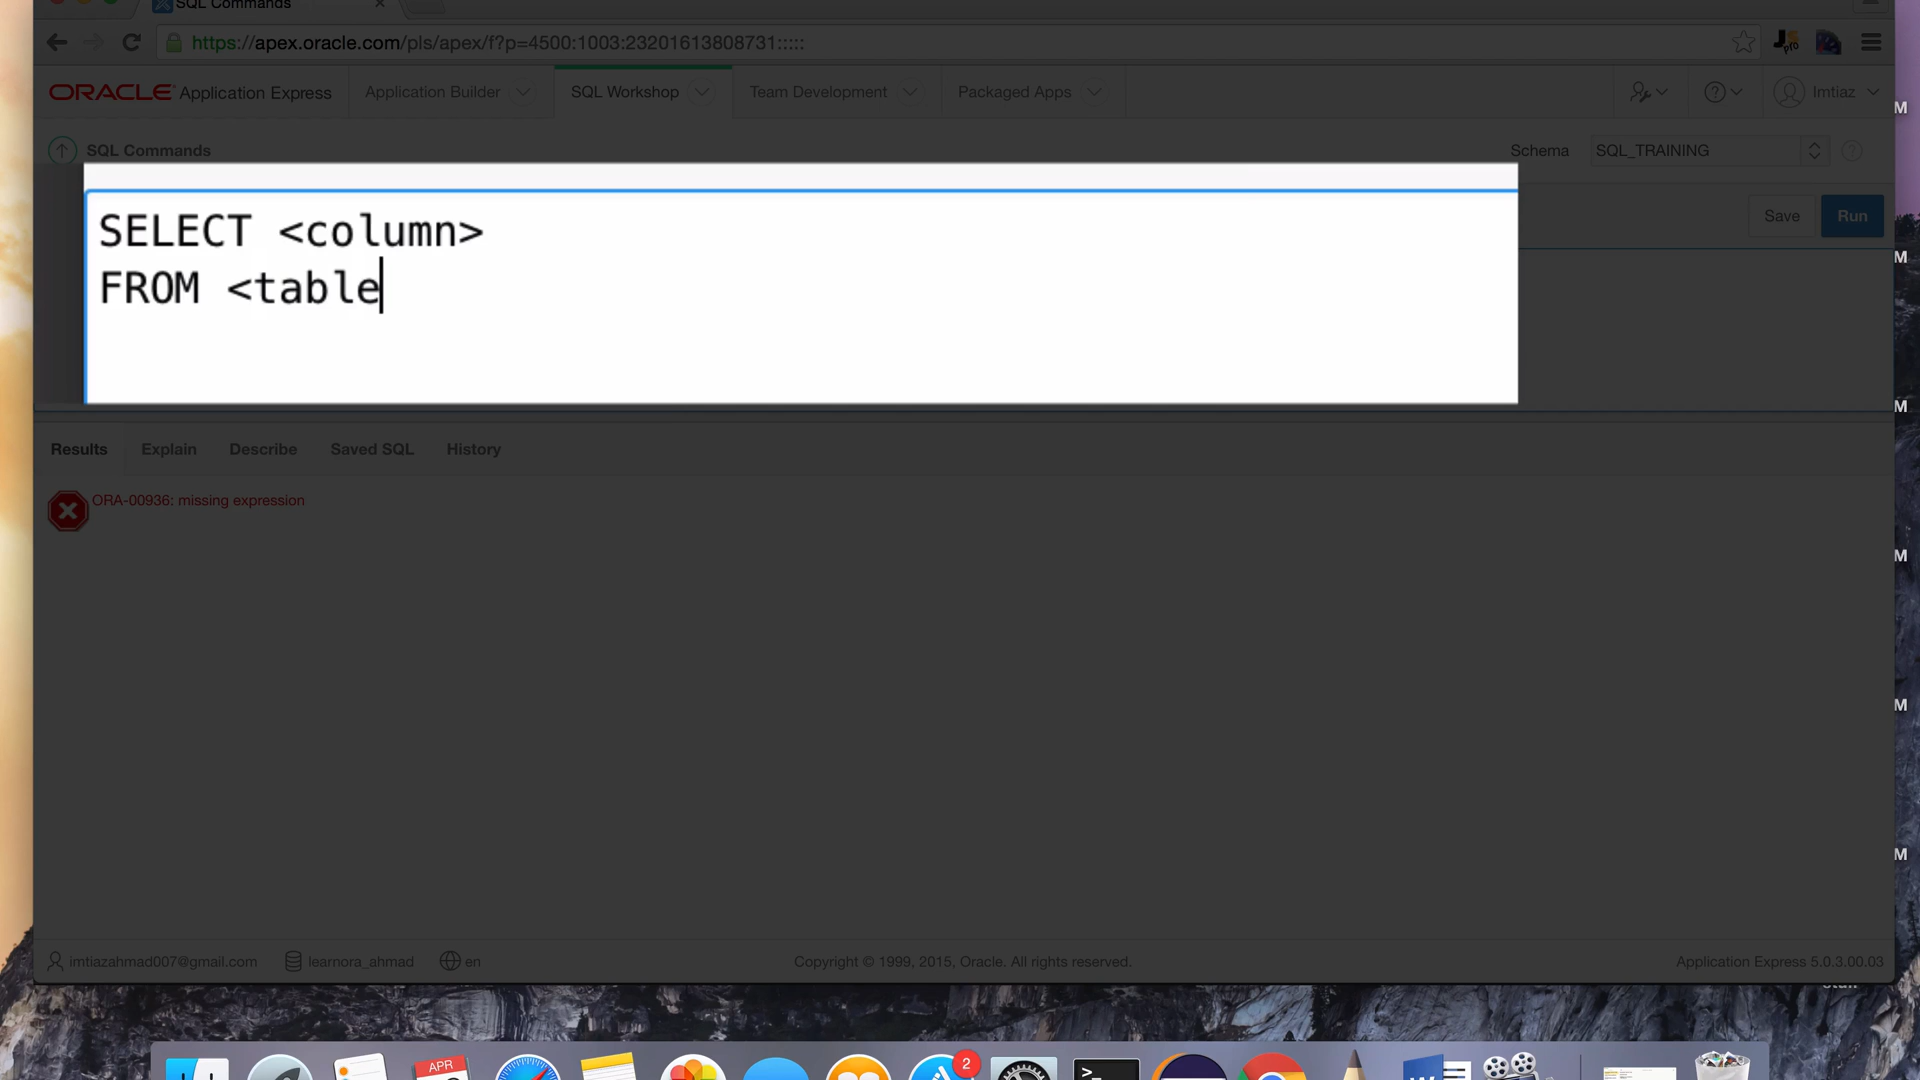 SQL Commands
https://apex.oracle.com/pls/apex/f?p=4500:1003:23201613808731:::::
ORACLE Application Express Application Builder SQL Workshop Team Development Packaged Apps Imtiaz
SQL Commands Schema SQL_TRAINING
Save Run
SELECT <column>
FROM <table
Results Explain Describe Saved SQL History
ORA-00936: missing expression
imtiazahmad007@gmail.com learnora_ahmad en Copyright © 1999, 2015, Oracle. All rights reserved. Application Express 5.0.3.00.03
M
M
M
M
M
M
APR
2